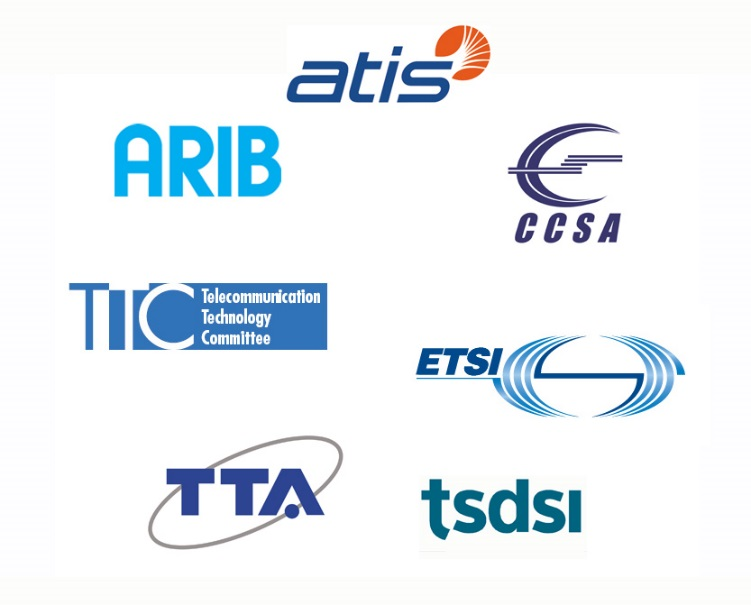 atis
ARIB
CCSA
TTC Telecommunication
Technology
Committee
ETSI
TTA
tsdsi